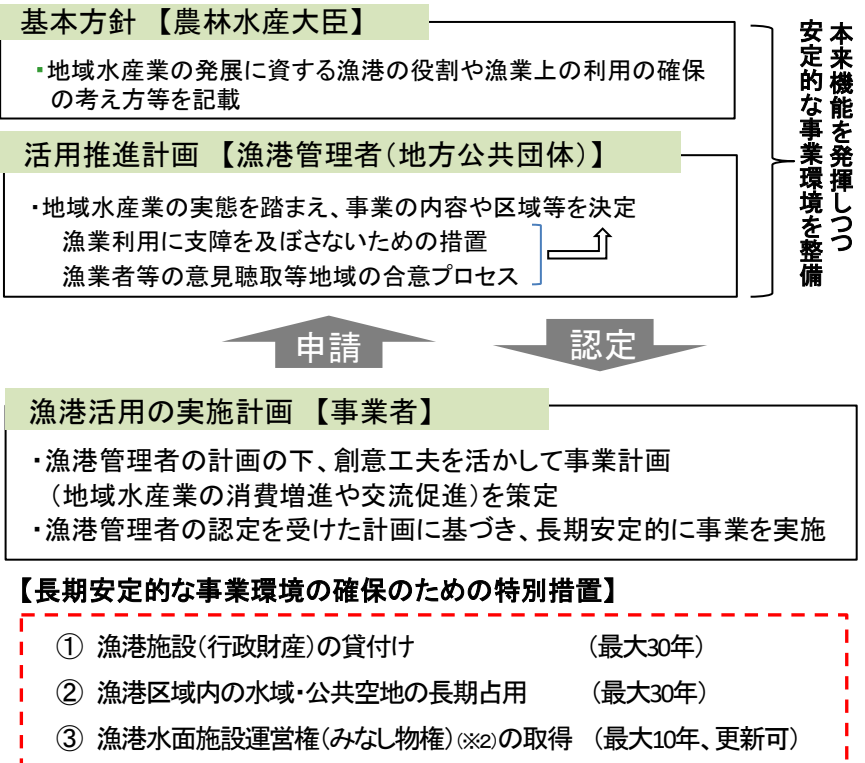 基本方針 【農林水産大臣】
・地域水産業の発展に資する漁港の役割や漁業上の利用の確保
の考え方等を記載
活用推進計画 【漁港管理者(地方公共団体)】
・地域水産業の実態を踏まえ、事業の内容や区域等を決定
漁業利用に支障を及ぼさないための措置
漁業者等の意見聴取等地域の合意プロセス
本来機能を発揮しつつ
安定的な事業環境を整備
申請
認定
漁港活用の実施計画 【事業者】
・漁港管理者の計画の下、創意工夫を活かして事業計画
(地域水産業の消費増進や交流促進)を策定
・漁港管理者の認定を受けた計画に基づき、長期安定的に事業を実施
【長期安定的な事業環境の確保のための特別措置】
① 漁港施設(行政財産)の貸付け (最大30年)
② 漁港区域内の水域・公共空地の長期占用 (最大30年)
③ 漁港水面施設運営権(みなし物権)(※2)の取得 (最大10年、更新可)